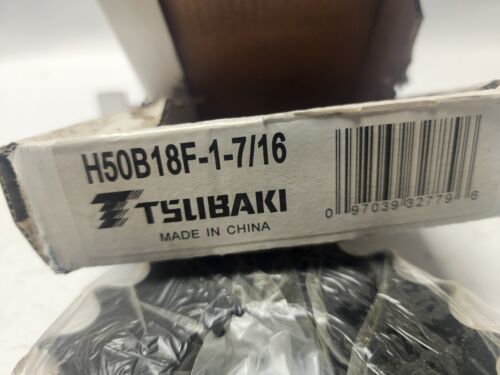 H50B18F-1-7/16
TSUBAKI
MADE IN CHINA
0 97039 32779 6